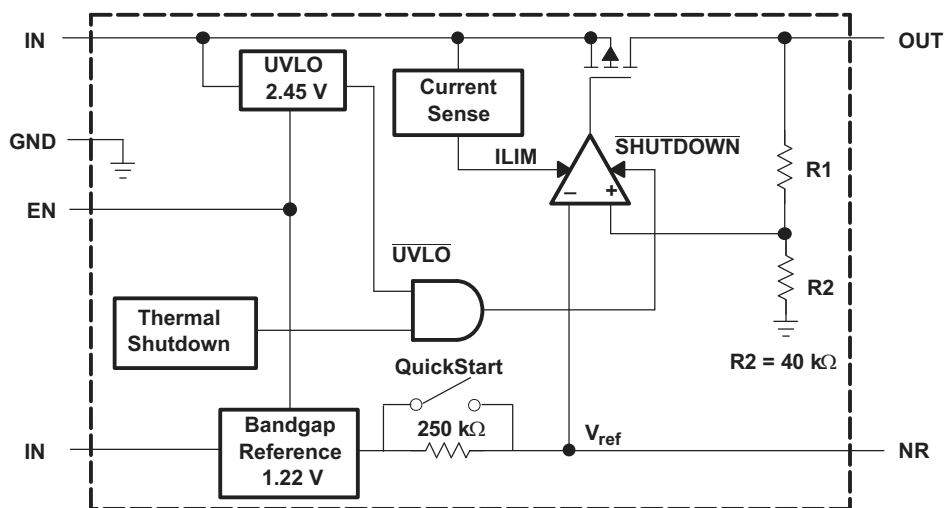 IN
OUT
UVLO
2.45 V
Current
Sense
GND
SHUTDOWN
ILIM
R1
– +
EN
UVLO
R2
Thermal
Shutdown
R2 = 40 kΩ
QuickStart
250 kΩ
Bandgap
Reference
1.22 V
Vref
IN
NR